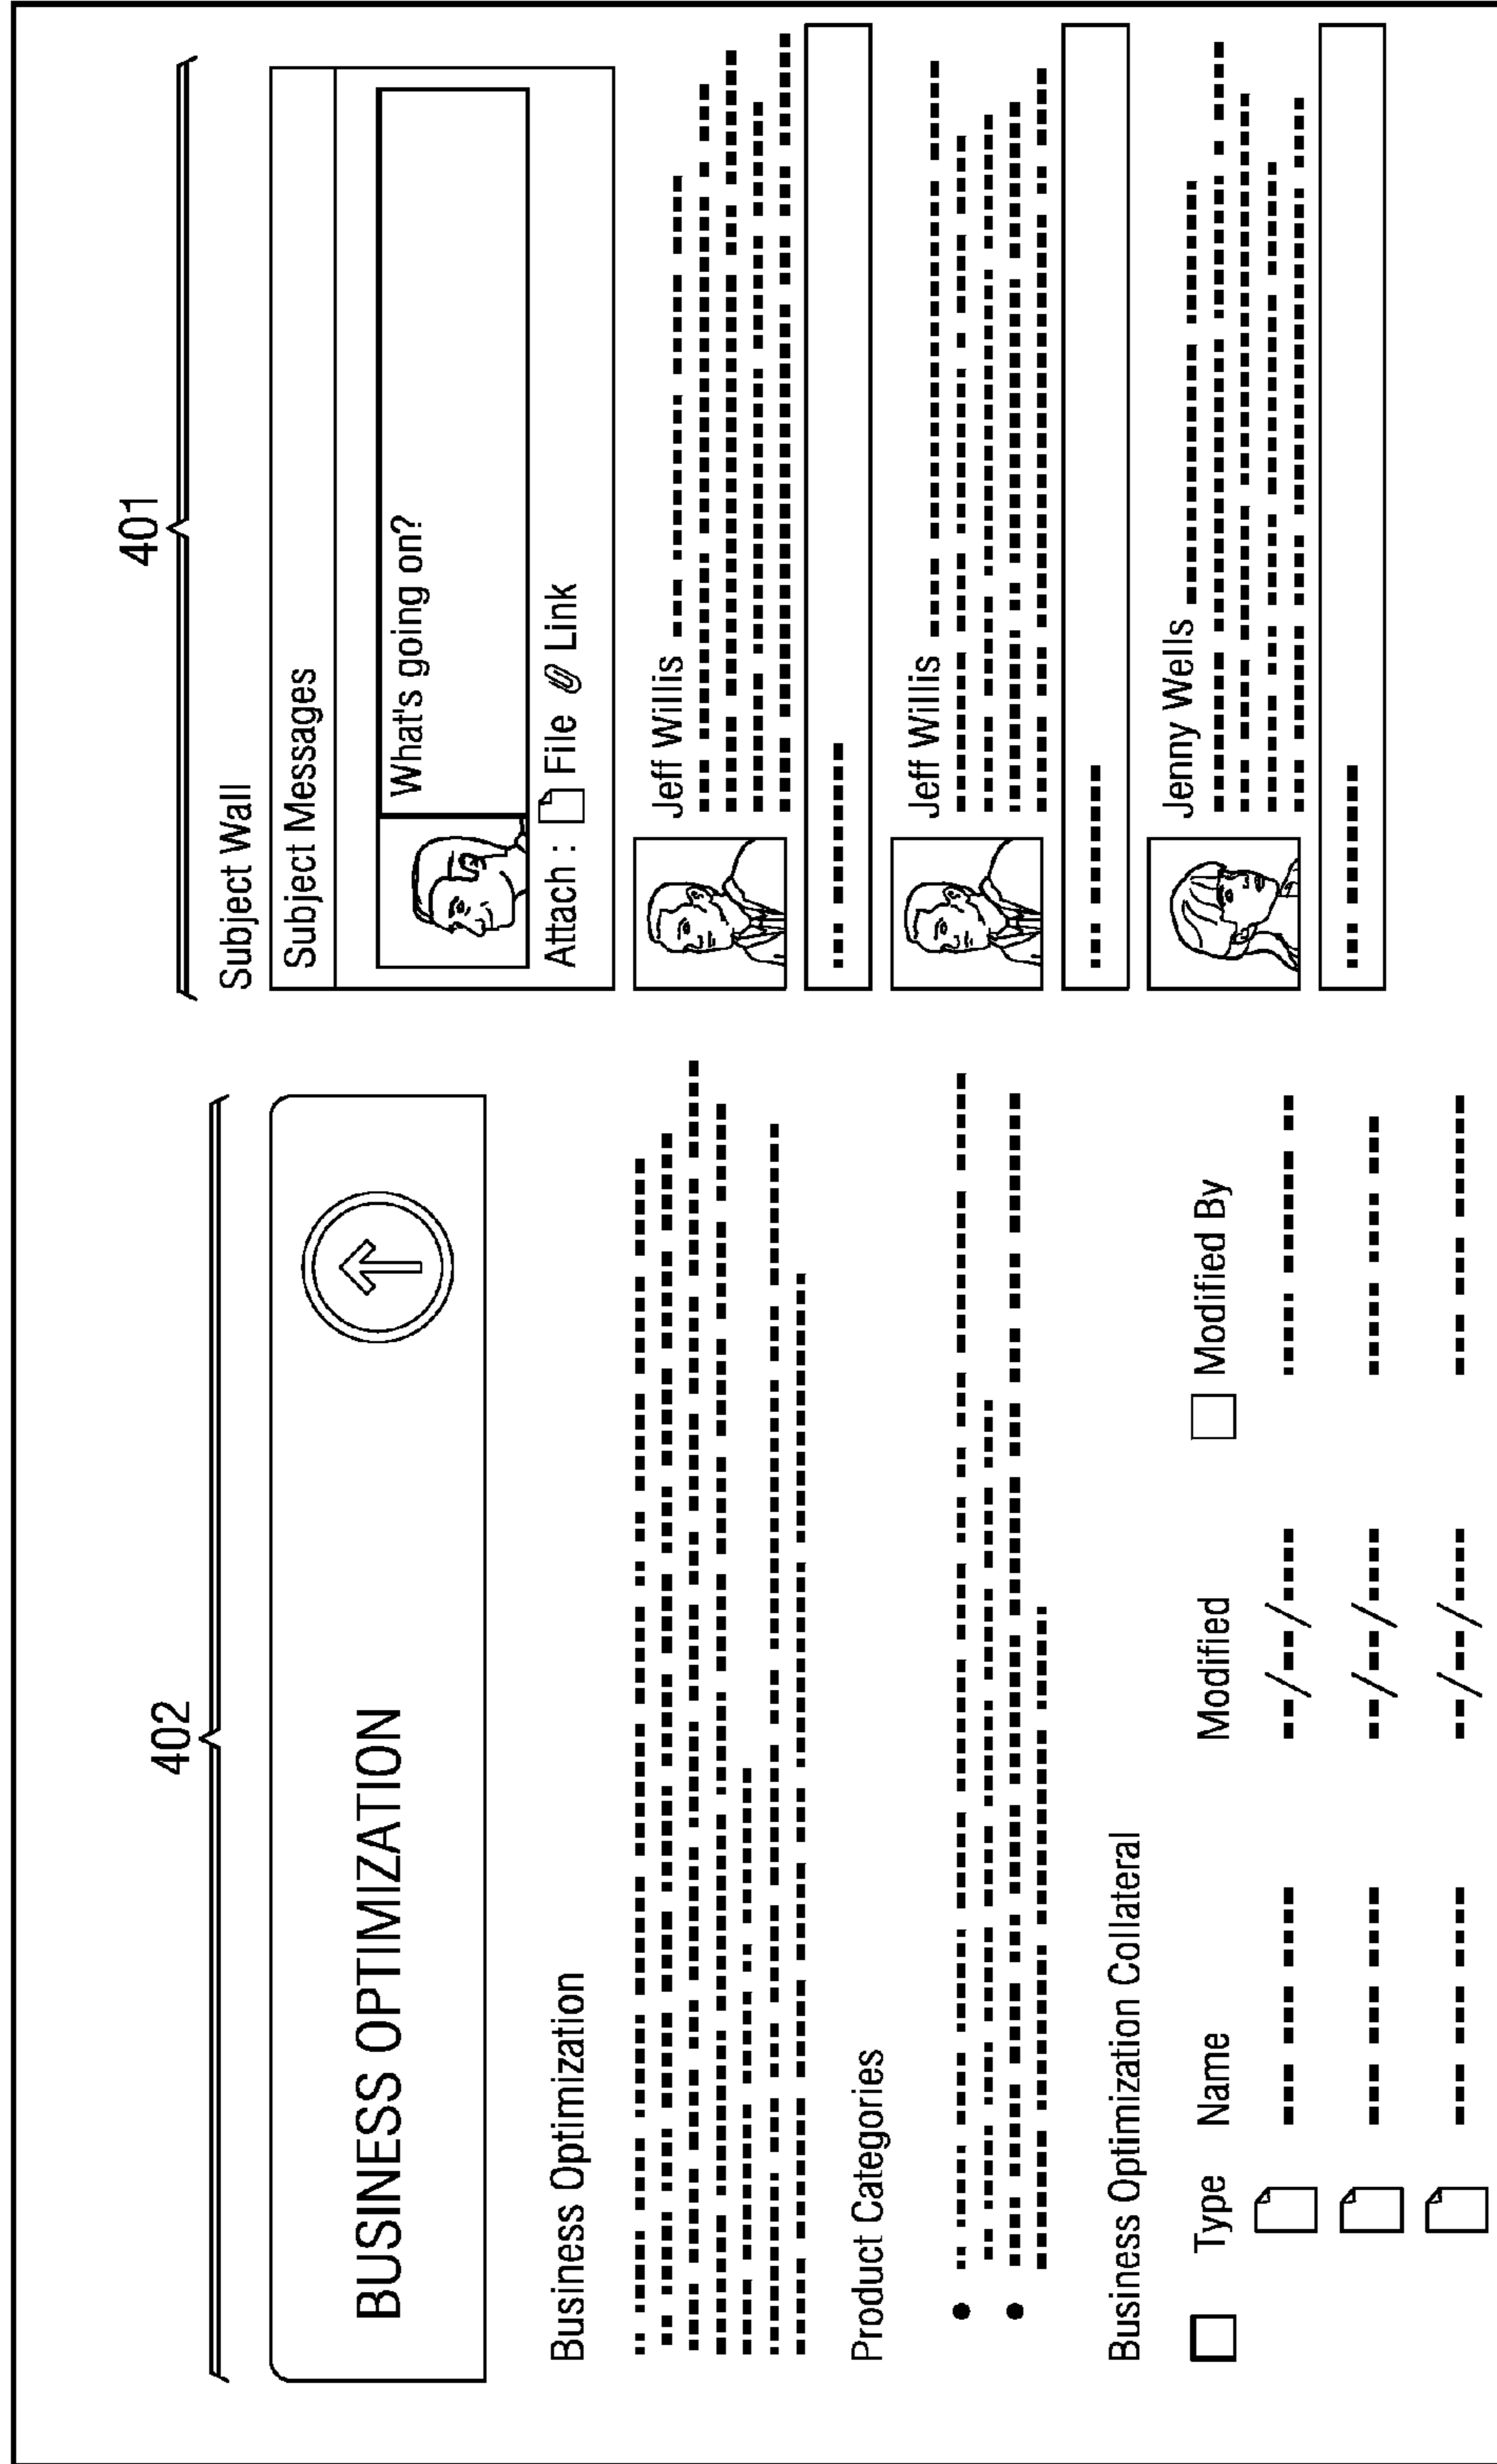 402
BUSINESS OPTIMIZATION
Business Optimization
Product Categories
Business Optimization Collateral
Type Name Modified Modified By
401
Subject Wall
Subject Messages
What's going on?
Attach : File Link
Jeff Willis
Jeff Willis
Jenny Wells